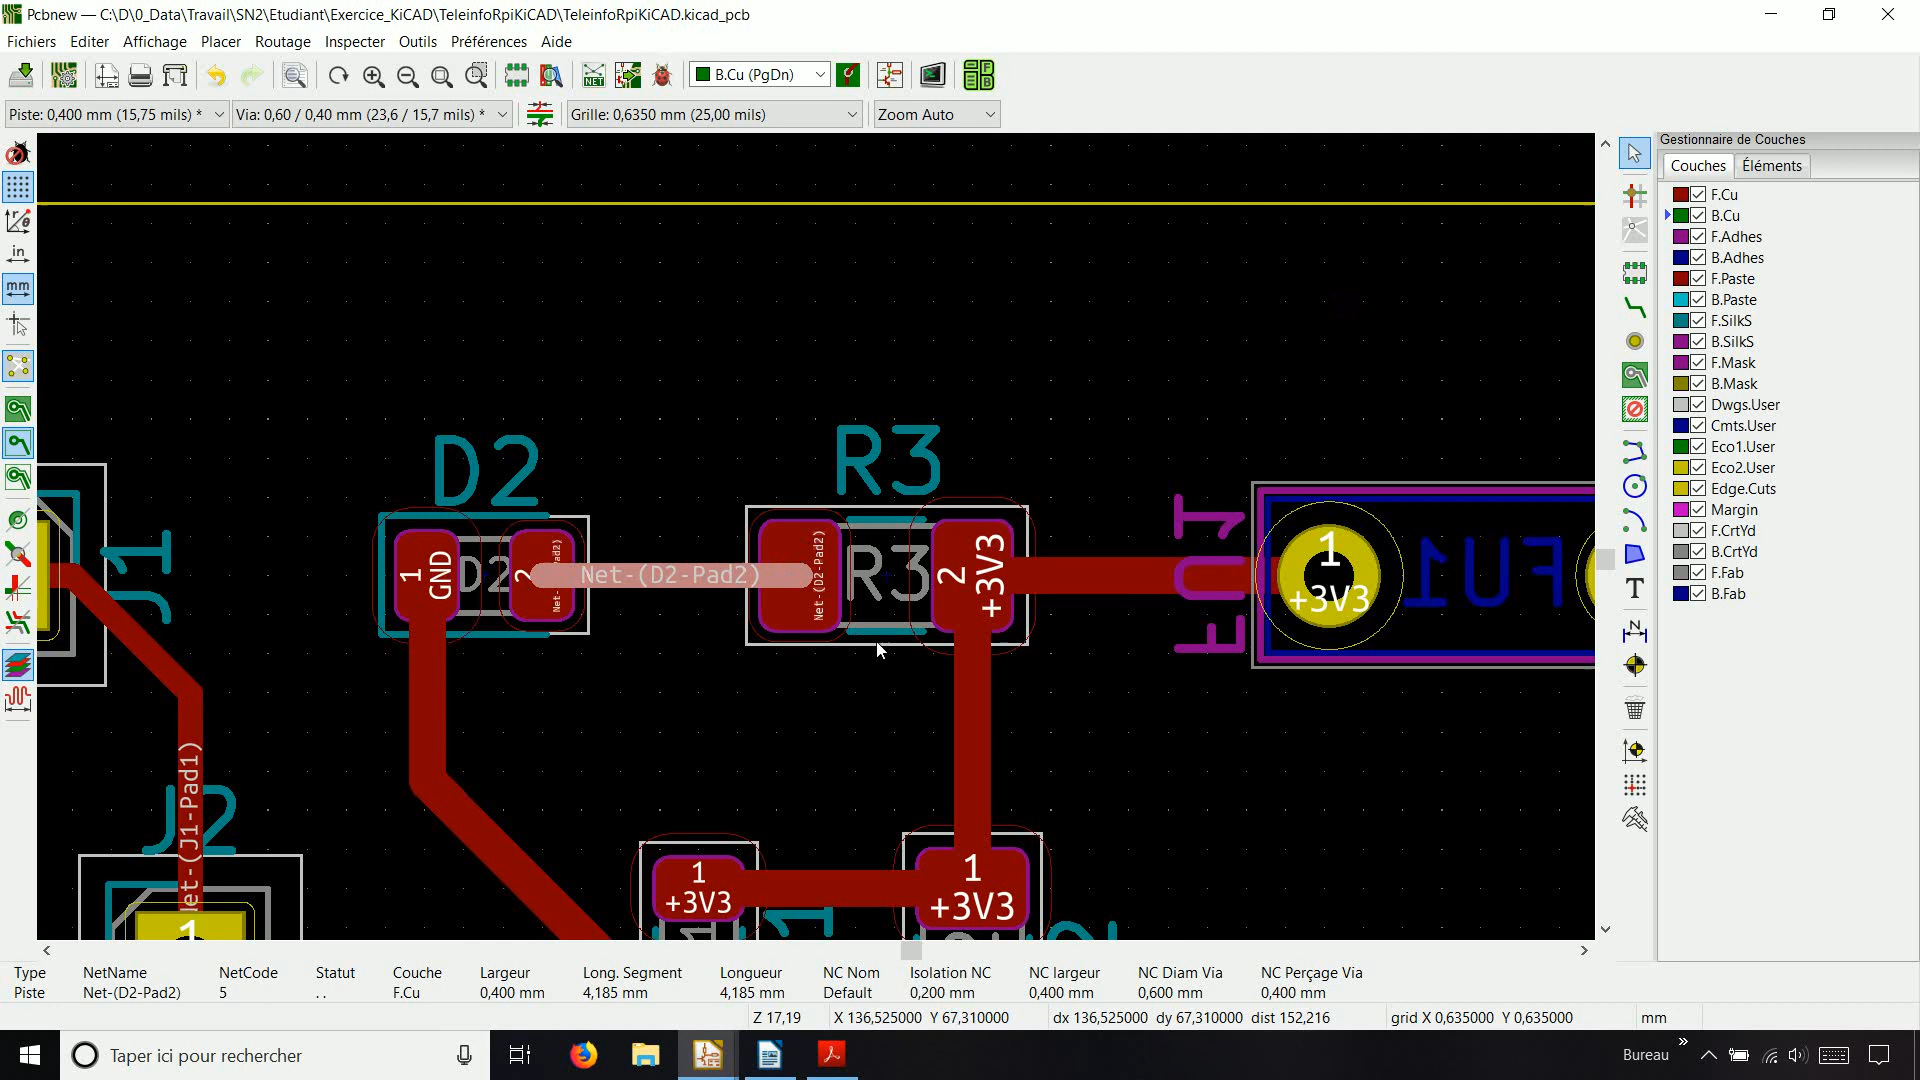 Pcbnew — C:\D\0_Data\Travail\SN2\Etudiant\Exercice_KiCAD\TeleinfoRpiKiCAD\TeleinfoRpiKiCAD.kicad_pcb
Fichiers Editer Affichage Placer Routage Inspecter Outils Préférences Aide
NET B.Cu (PgDn)
Piste: 0,400 mm (15,75 mils) * Via: 0,60 / 0,40 mm (23,6 / 15,7 mils) * Grille: 0,6350 mm (25,00 mils) Zoom Auto
in
mm
Gestionnaire de Couches
Couches Éléments
F.Cu
B.Cu
F.Adhes
B.Adhes
F.Paste
B.Paste
F.SilkS
B.SilkS
F.Mask
B.Mask
Dwgs.User
Cmts.User
Eco1.User
Eco2.User
Edge.Cuts
Margin
F.CrtYd
B.CrtYd
F.Fab
B.Fab
D2 R3
J1
1 GND D2 2 Net-(D2-Pad2) Net-(D2-Pad2) R3 2 +3V3 FU1 1 +3V3 FU1
J2
1
1 +3V3
1 +3V3
Type NetName NetCode Statut Couche Largeur Long. Segment Longueur NC Nom Isolation NC NC largeur NC Diam Via NC Perçage Via
Piste Net-(D2-Pad2) 5 .. F.Cu 0,400 mm 4,185 mm 4,185 mm Default 0,200 mm 0,400 mm 0,600 mm 0,400 mm
Z 17,19 X 136,525000 Y 67,310000 dx 136,525000 dy 67,310000 dist 152,216 grid X 0,635000 Y 0,635000 mm
Taper ici pour rechercher Bureau